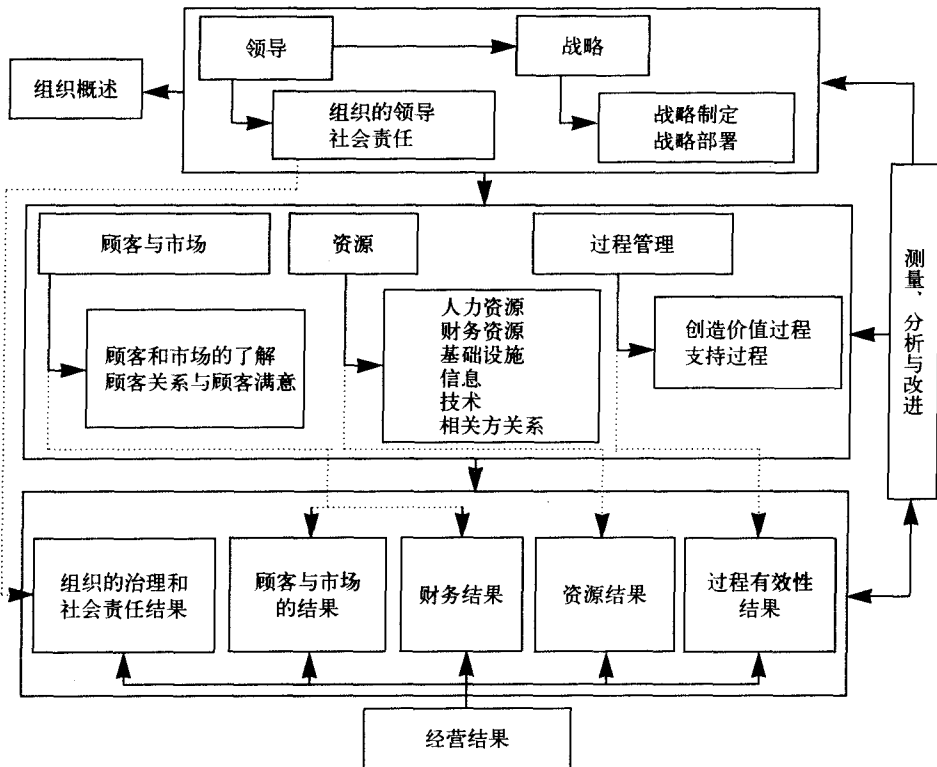 领导
战略
组织概述
组织的领导
社会责任
战略制定
战略部署
顾客与市场
资源
过程管理
测量、分析与改进
顾客和市场的了解
顾客关系与顾客满意
人力资源
财务资源
基础设施
信息
技术
相关方关系
创造价值过程
支持过程
组织的治理和
社会责任结果
顾客与市场
的结果
财务结果
资源结果
过程有效性
结果
经营结果